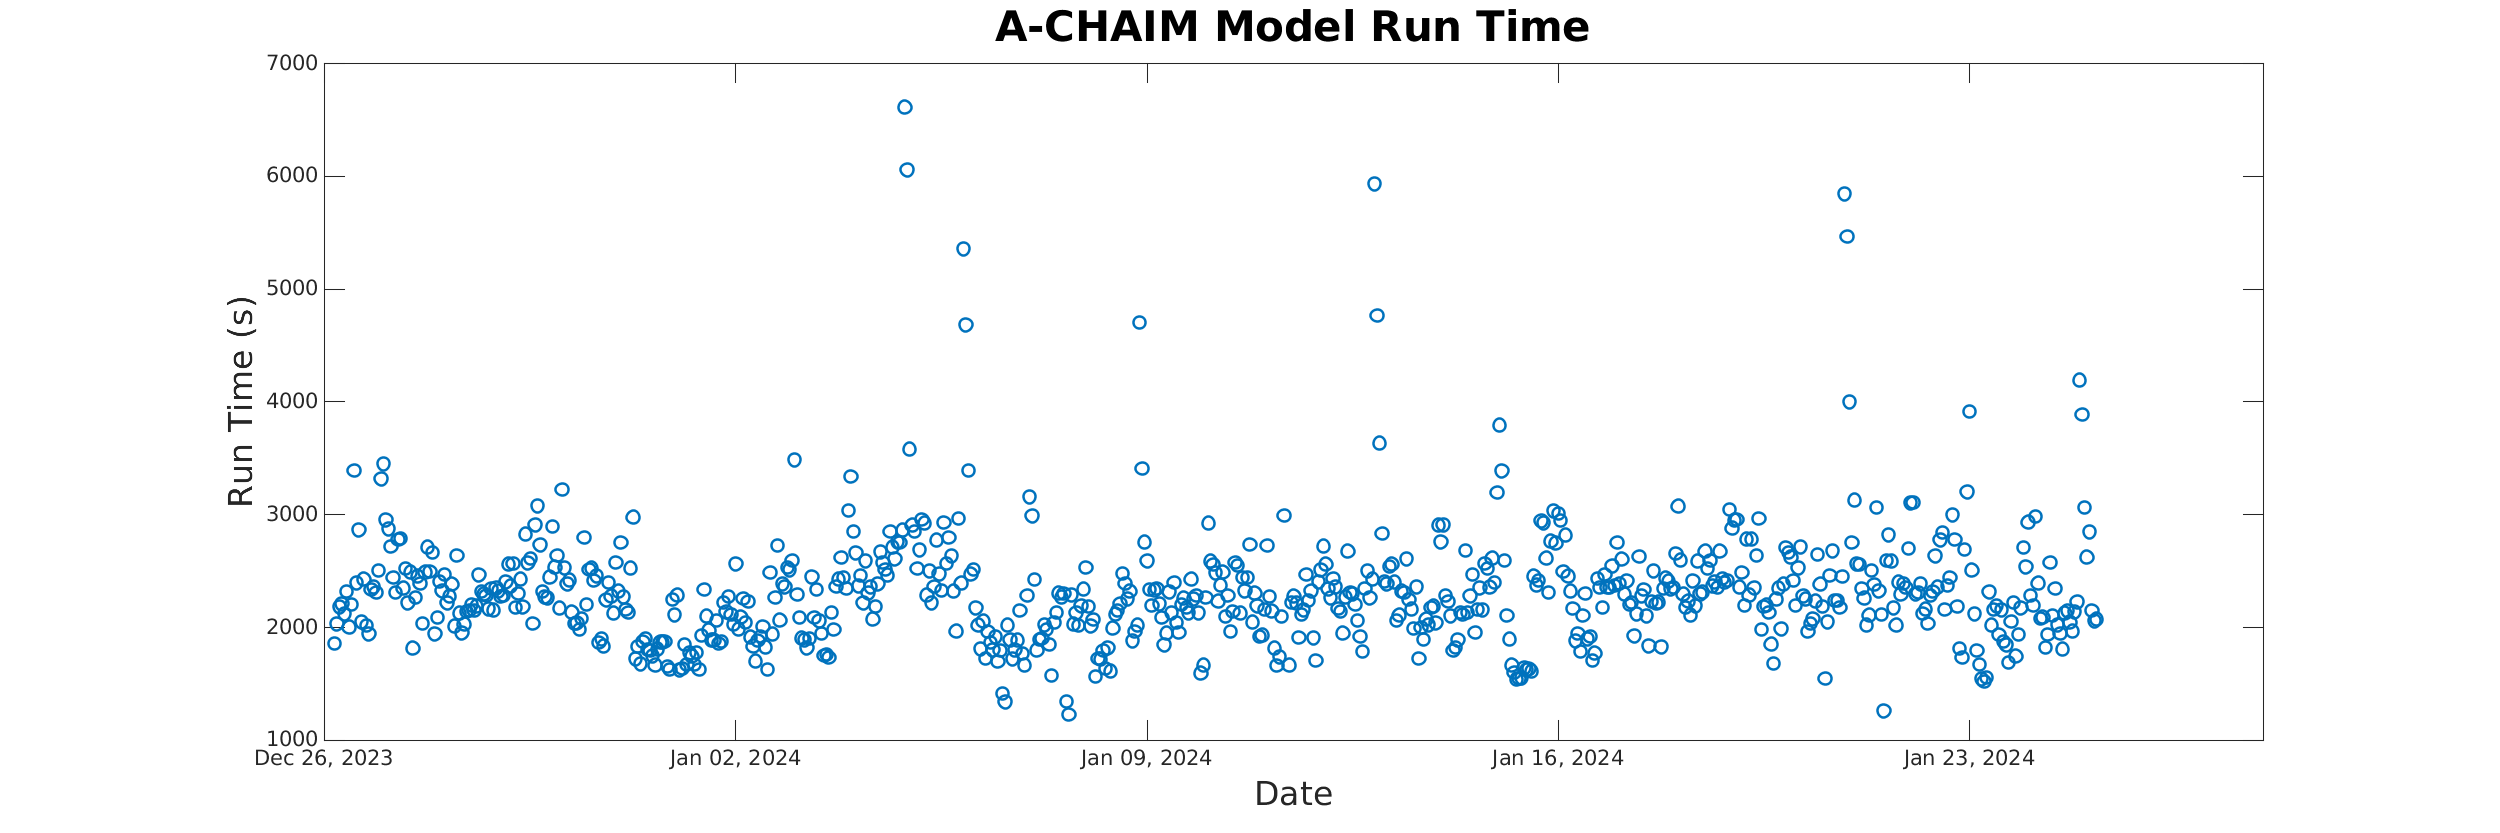 A-CHAIM Model Run Time
7000
6000
5000
4000
3000
2000
1000
Run Time (s)
Dec 26, 2023
Jan 02, 2024
Jan 09, 2024
Jan 16, 2024
Jan 23, 2024
Date